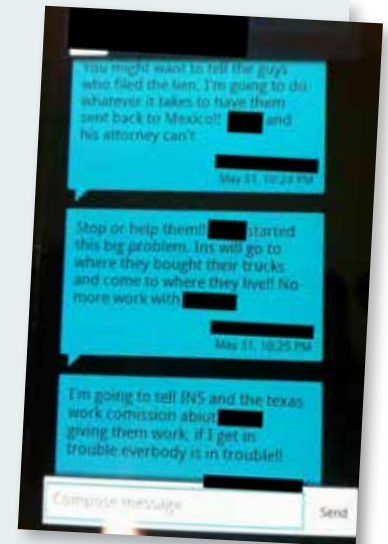 You might want to tell the guys
who filed the lien, I'm going to do
whatever it takes to have them
sent back to Mexico!! and
his attorney can't
May 31, 10:24 PM
Stop or help them!! started
this big problem. Ins will go to
where they bought their trucks
and come to where they live!! No
more work with
May 31, 10:25 PM
I'm going to tell INS and the texas
work comission abiut
giving them work, if I get in
trouble everbody is in trouble!!
Compose message
Send